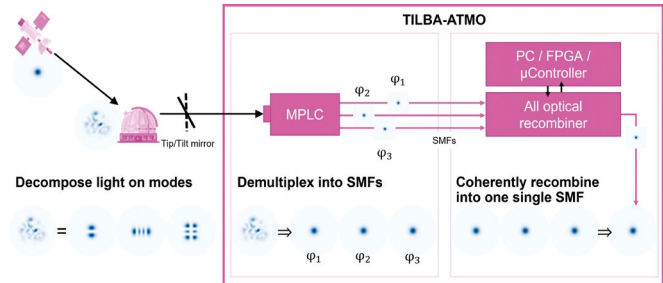 TILBA-ATMO
PC / FPGA /
μController
φ₂
φ₁
MPLC
All optical
recombiner
Tip/Tilt mirror
SMFs
φ₃
Decompose light on modes
Demultiplex into SMFs
Coherently recombine
into one single SMF
= ⇒ ⇒
φ₁ φ₂ φ₃